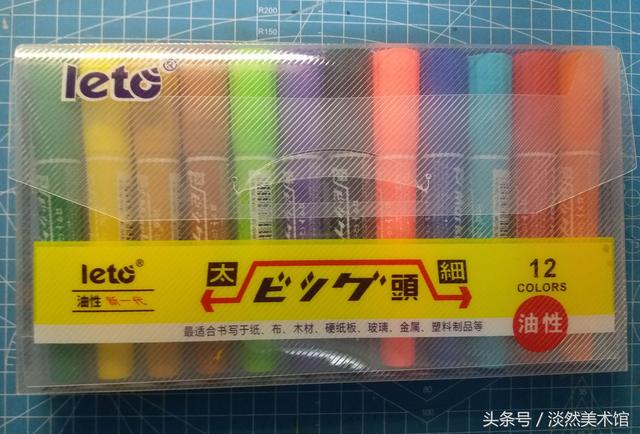 R200
R150
leto®
leto®
油性 新一代
太 ビッグ頭 細
12
COLORS
油性
最适合书写于纸、布、木材、硬纸板、玻璃、金属、塑料制品等
头条号 / 淡然美术馆